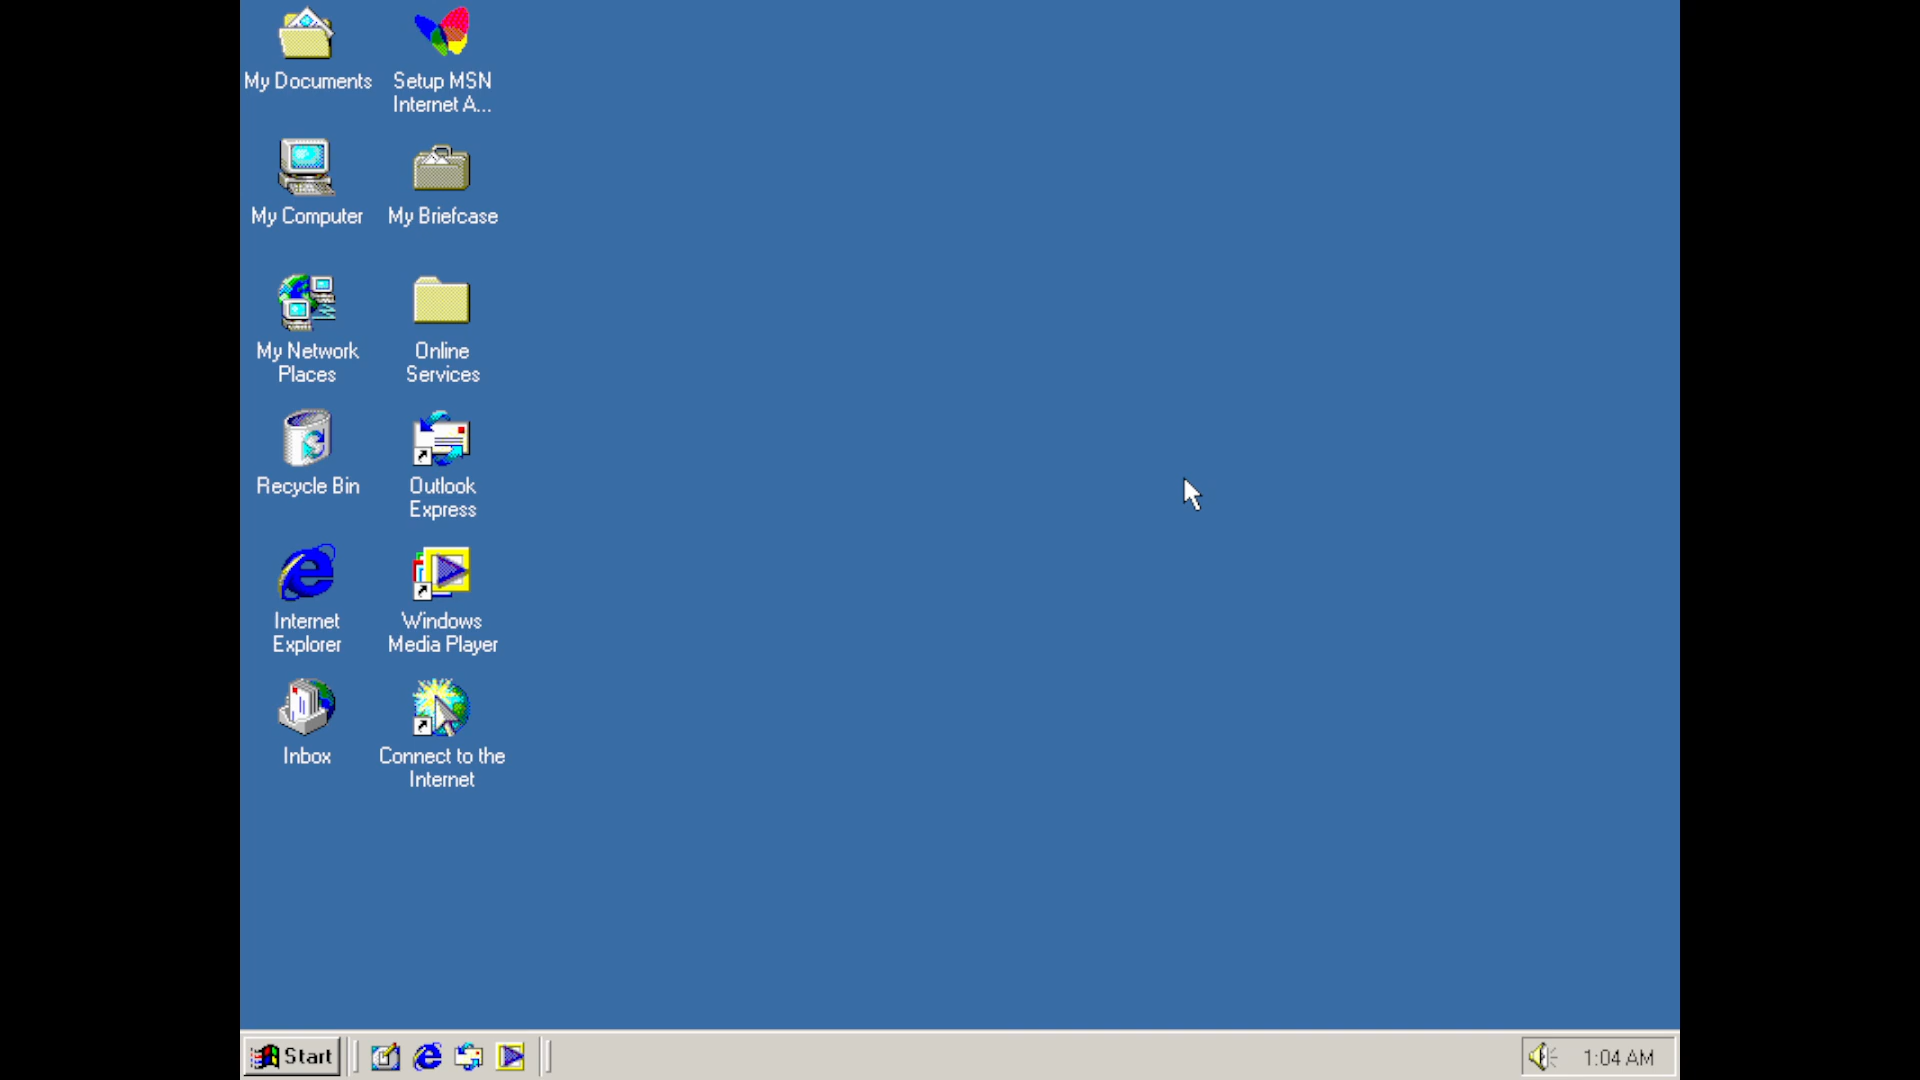 My Documents
Setup MSN
Internet A...
My Computer
My Briefcase
My Network
Places
Online
Services
Recycle Bin
Outlook
Express
Internet
Explorer
Windows
Media Player
Inbox
Connect to the
Internet
Start
1:04 AM